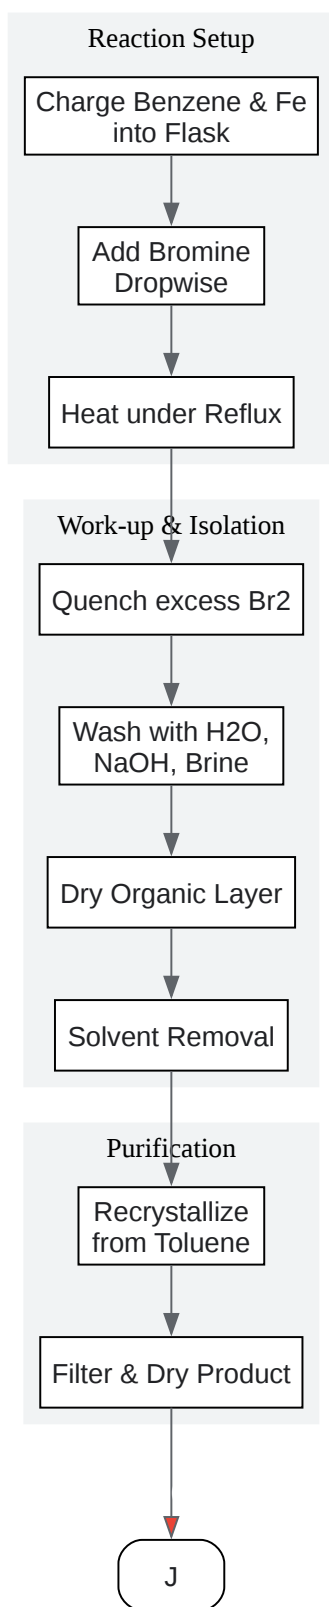 Reaction Setup
Charge Benzene & Fe
into Flask
Add Bromine
Dropwise
Heat under Reflux
Work-up & Isolation
Quench excess Br2
Wash with H2O,
NaOH, Brine
Dry Organic Layer
Solvent Removal
Purification
Recrystallize
from Toluene
Filter & Dry Product
J